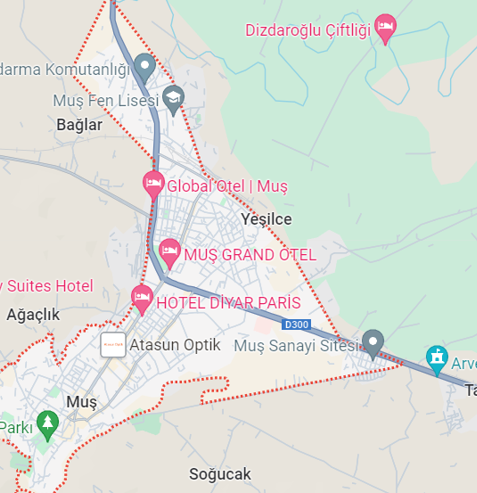 Dizdaroğlu Çiftliği
darma Komutanlığı
Muş Fen Lisesi
Bağlar
Global Otel | Muş
Yeşilce
MUŞ GRAND OTEL
y Suites Hotel
HOTEL DİYAR PARİS
Ağaçlık
D300
Atasun Optik
Muş Sanayi Sitesi
Arve
Ta
Muş
Parkı
Soğucak